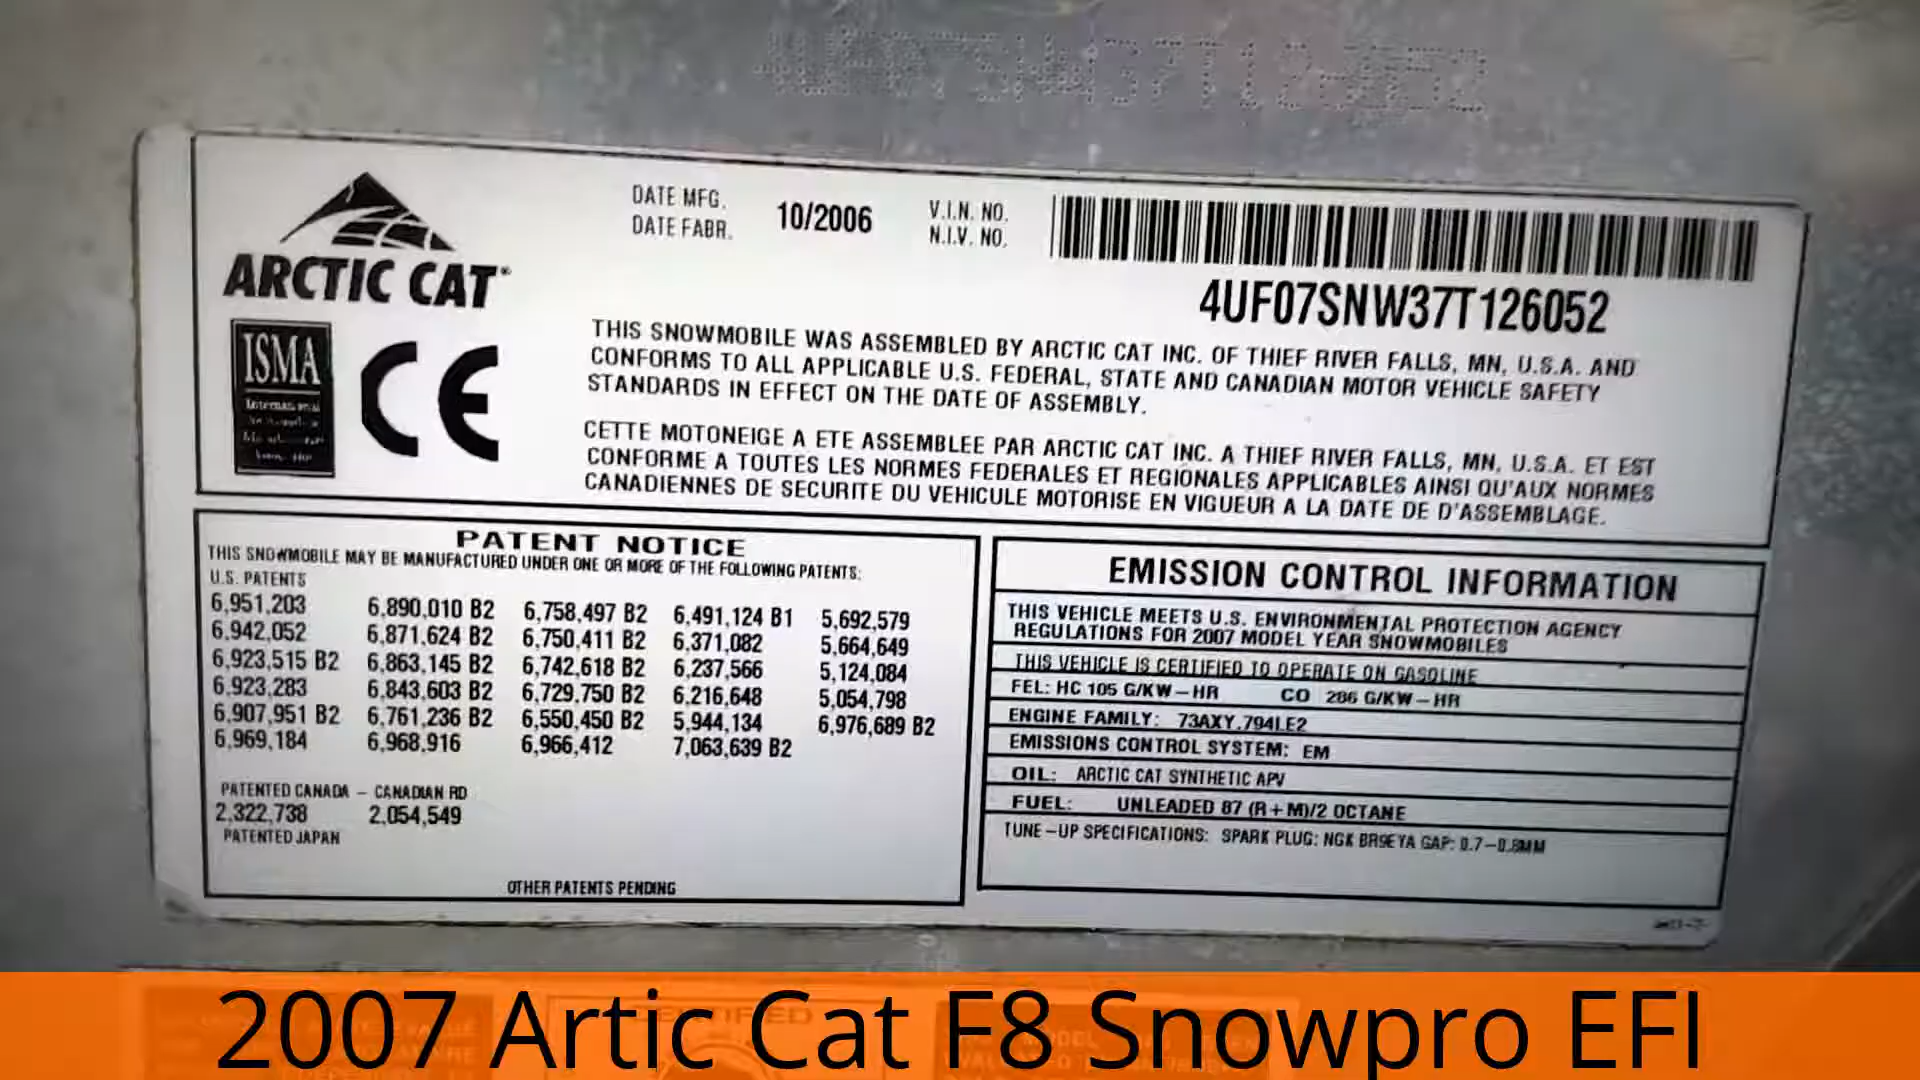 ARCTIC CAT
DATE MFG.
DATE FABR.
10/2006
V.I.N. NO.
N.I.V. NO.
4UF07SNW37T126052
ISMA
CE
THIS SNOWMOBILE WAS ASSEMBLED BY ARCTIC CAT INC. OF THIEF RIVER FALLS, MN, U.S.A. AND
CONFORMS TO ALL APPLICABLE U.S. FEDERAL, STATE AND CANADIAN MOTOR VEHICLE SAFETY
STANDARDS IN EFFECT ON THE DATE OF ASSEMBLY.
CETTE MOTONEIGE A ETE ASSEMBLEE PAR ARCTIC CAT INC. A THIEF RIVER FALLS, MN, U.S.A. ET EST
CONFORME A TOUTES LES NORMES FEDERALES ET REGIONALES APPLICABLES AINSI QU'AUX NORMES
CANADIENNES DE SECURITE DU VEHICULE MOTORISE EN VIGUEUR A LA DATE DE D'ASSEMBLAGE.
PATENT NOTICE
THIS SNOWMOBILE MAY BE MANUFACTURED UNDER ONE OR MORE OF THE FOLLOWING PATENTS:
U.S. PATENTS
6,951,203 6,890,010 B2 6,758,497 B2 6,491,124 B1 5,692,579
6,942,052 6,871,624 B2 6,750,411 B2 6,371,082 5,664,649
6,923,515 B2 6,863,145 B2 6,742,618 B2 6,237,566 5,124,084
6,923,283 6,843,603 B2 6,729,750 B2 6,216,648 5,054,798
6,907,951 B2 6,761,236 B2 6,550,450 B2 5,944,134 6,976,689 B2
6,969,184 6,968,916 6,966,412 7,063,639 B2
PATENTED CANADA - CANADIAN RD
2,322,738 2,054,549
PATENTED JAPAN
OTHER PATENTS PENDING
EMISSION CONTROL INFORMATION
THIS VEHICLE MEETS U.S. ENVIRONMENTAL PROTECTION AGENCY
REGULATIONS FOR 2007 MODEL YEAR SNOWMOBILES
THIS VEHICLE IS CERTIFIED TO OPERATE ON GASOLINE
FEL: HC 105 G/KW-HR CO 286 G/KW-HR
ENGINE FAMILY: 73AXY.794LE2
EMISSIONS CONTROL SYSTEM: EM
OIL: ARCTIC CAT SYNTHETIC APV
FUEL: UNLEADED 87 (R+M)/2 OCTANE
TUNE-UP SPECIFICATIONS: SPARK PLUG: NGK BR9EYA GAP: 0.7-0.8MM
2007 Artic Cat F8 Snowpro EFI